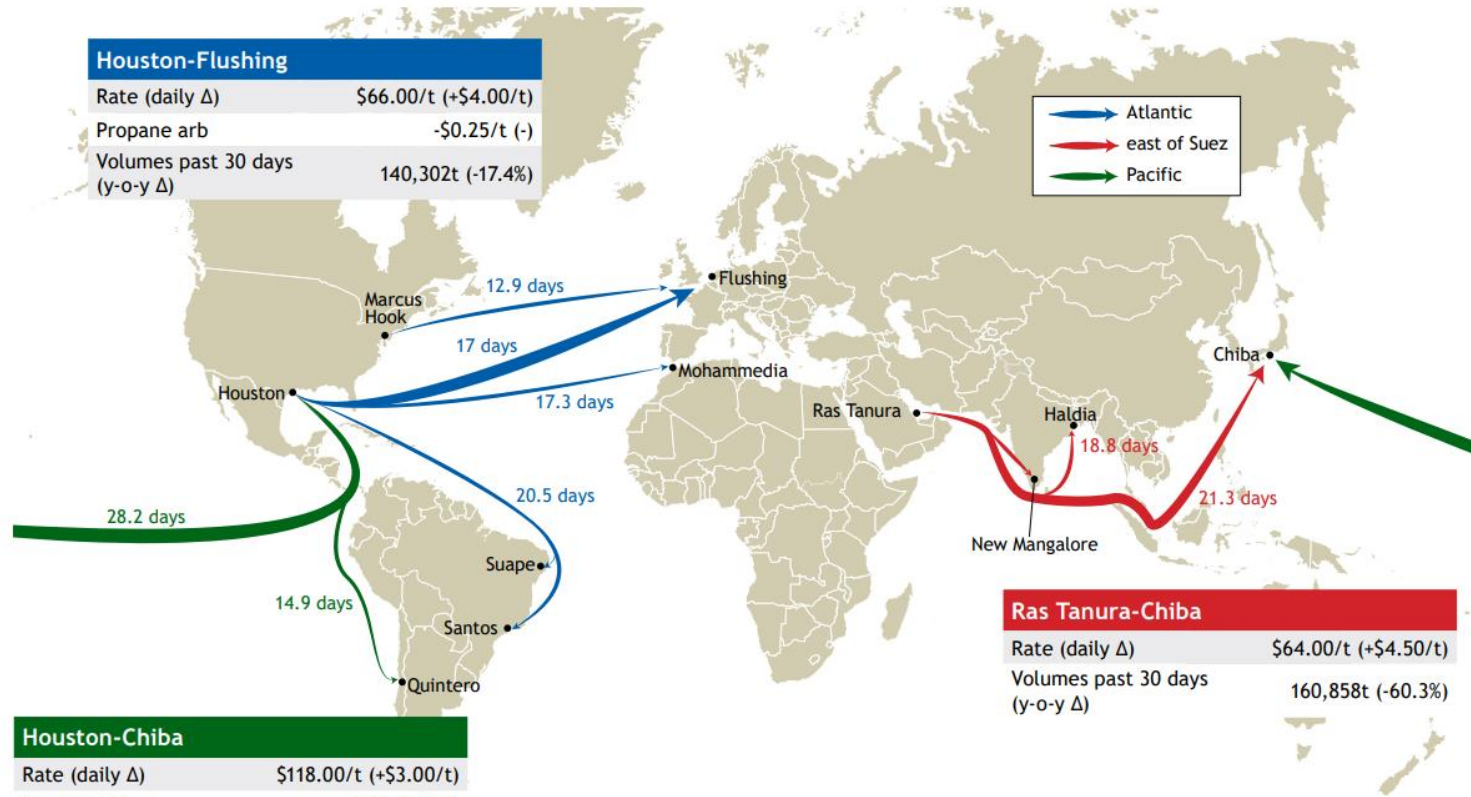 Houston-Flushing
Rate (daily Δ) $66.00/t (+$4.00/t)
Propane arb -$0.25/t (-)
Volumes past 30 days
(y-o-y Δ) 140,302t (-17.4%)
Atlantic
east of Suez
Pacific
Flushing
12.9 days
Marcus
Hook
17 days
Chiba
Mohammedia
Houston
17.3 days
Ras Tanura
Haldia
18.8 days
20.5 days
21.3 days
28.2 days
New Mangalore
Suape
14.9 days
Santos
Quintero
Ras Tanura-Chiba
Rate (daily Δ) $64.00/t (+$4.50/t)
Volumes past 30 days
(y-o-y Δ) 160,858t (-60.3%)
Houston-Chiba
Rate (daily Δ) $118.00/t (+$3.00/t)